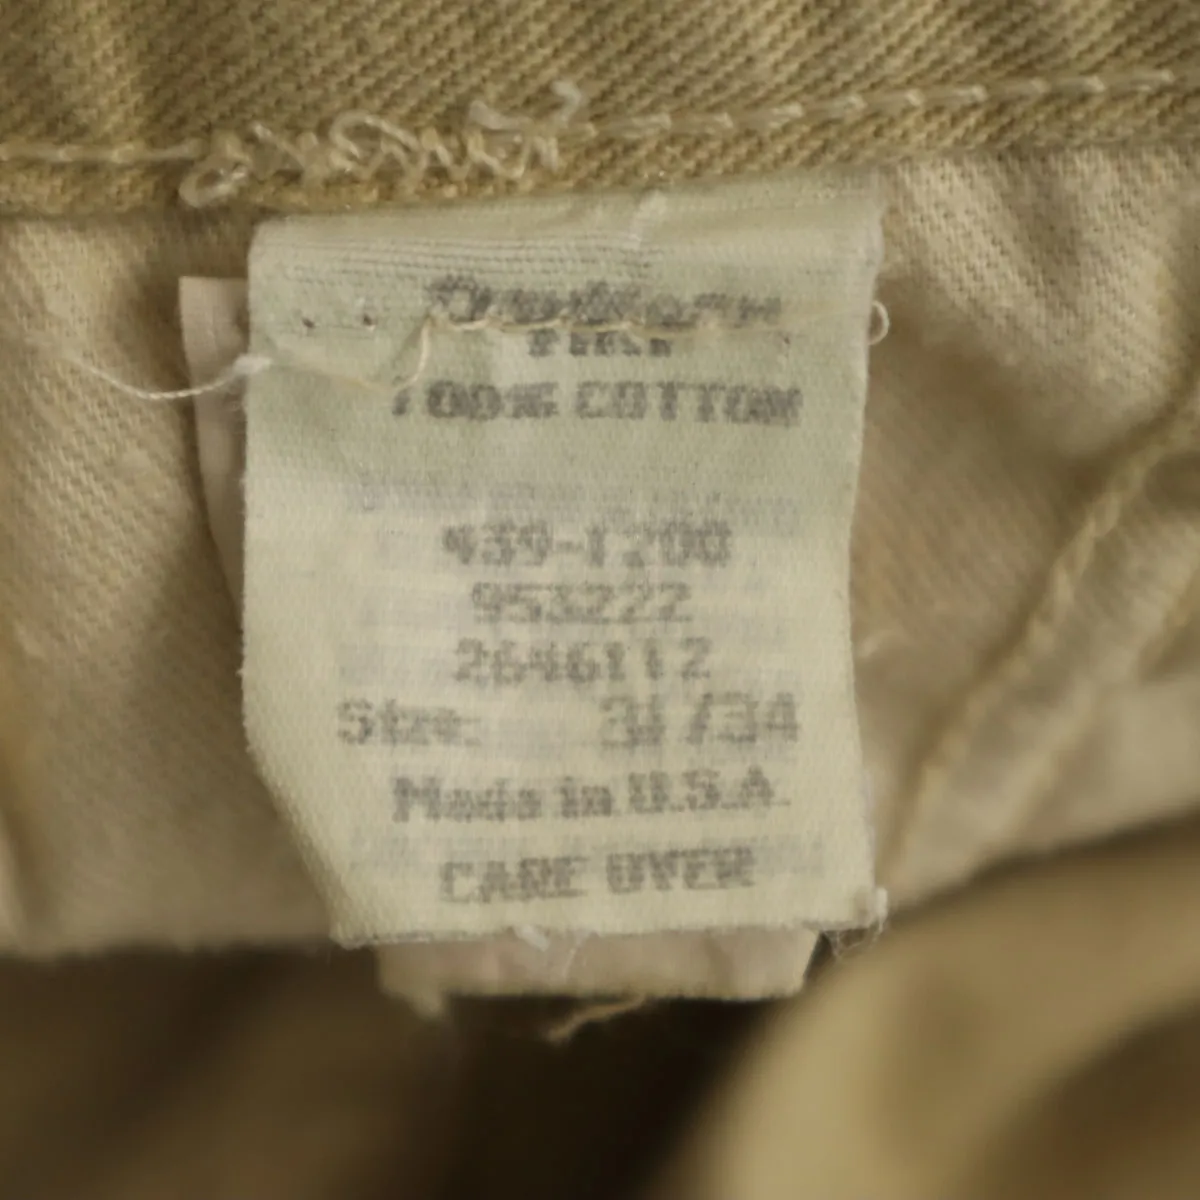 100% COTTON
439-1200
953222
2646112
Size: 31/34
Made in U.S.A.
CARE OVER